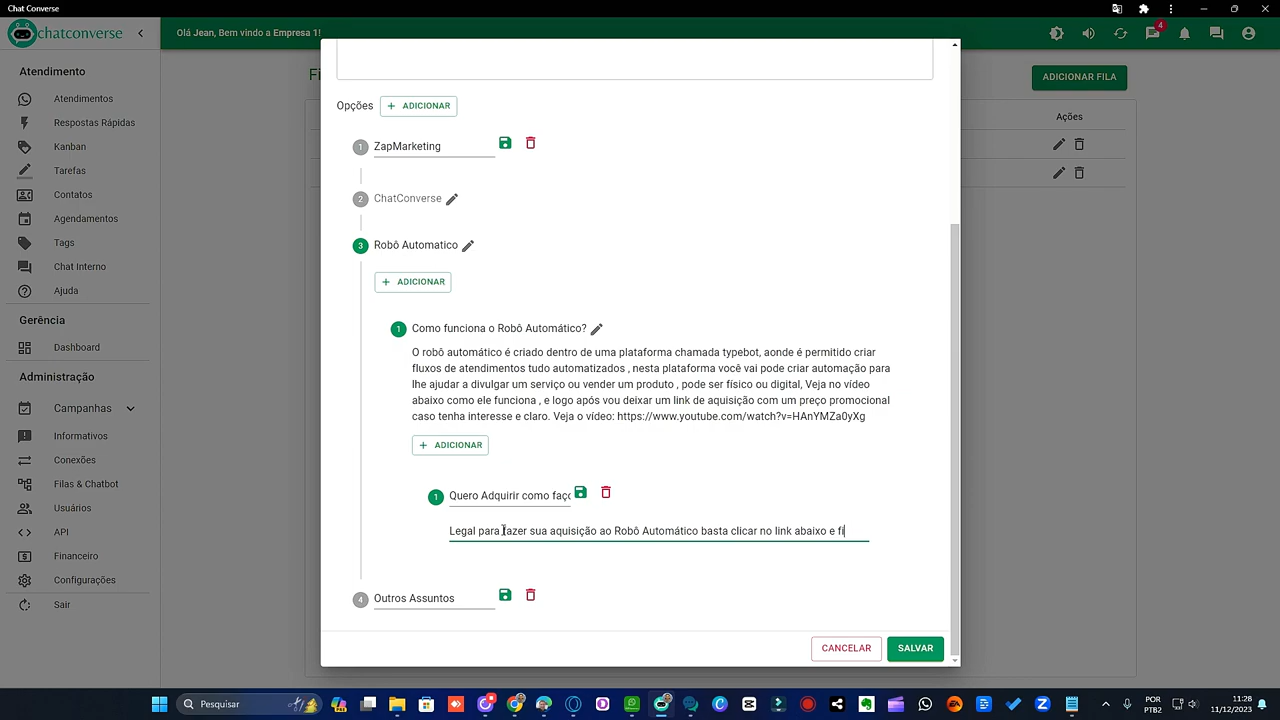 Chat Converse
chatconverse
Olá Jean, Bem vindo a Empresa 1!
4
Atendimento
Atendimentos
Respostas Rápidas
Kanban
Tarefas
Contatos
Agendamentos
Tags
Chat Interno
Ajuda
Gerência
Dashboard
Administração
Campanhas
Informativos
Conexões
Filas & Chatbot
Usuários
API
Financeiro
Configurações
Sair
Fi
ADICIONAR FILA
Ações
Opções
+ ADICIONAR
1 ZapMarketing
2 ChatConverse
3 Robô Automatico
+ ADICIONAR
1 Como funciona o Robô Automático?
O robô automático é criado dentro de uma plataforma chamada typebot, aonde é permitido criar
fluxos de atendimentos tudo automatizados , nesta plataforma você vai pode criar automação para
lhe ajudar a divulgar um serviço ou vender um produto , pode ser físico ou digital, Veja no vídeo
abaixo como ele funciona , e logo após vou deixar um link de aquisição com um preço promocional
caso tenha interesse e claro. Veja o vídeo: https://www.youtube.com/watch?v=HAnYMZa0yXg
+ ADICIONAR
1 Quero Adquirir como faço
Legal para fazer sua aquisição ao Robô Automático basta clicar no link abaixo e fi
4 Outros Assuntos
CANCELAR
SALVAR
Pesquisar
POR
PTB2
11:28
11/12/2023